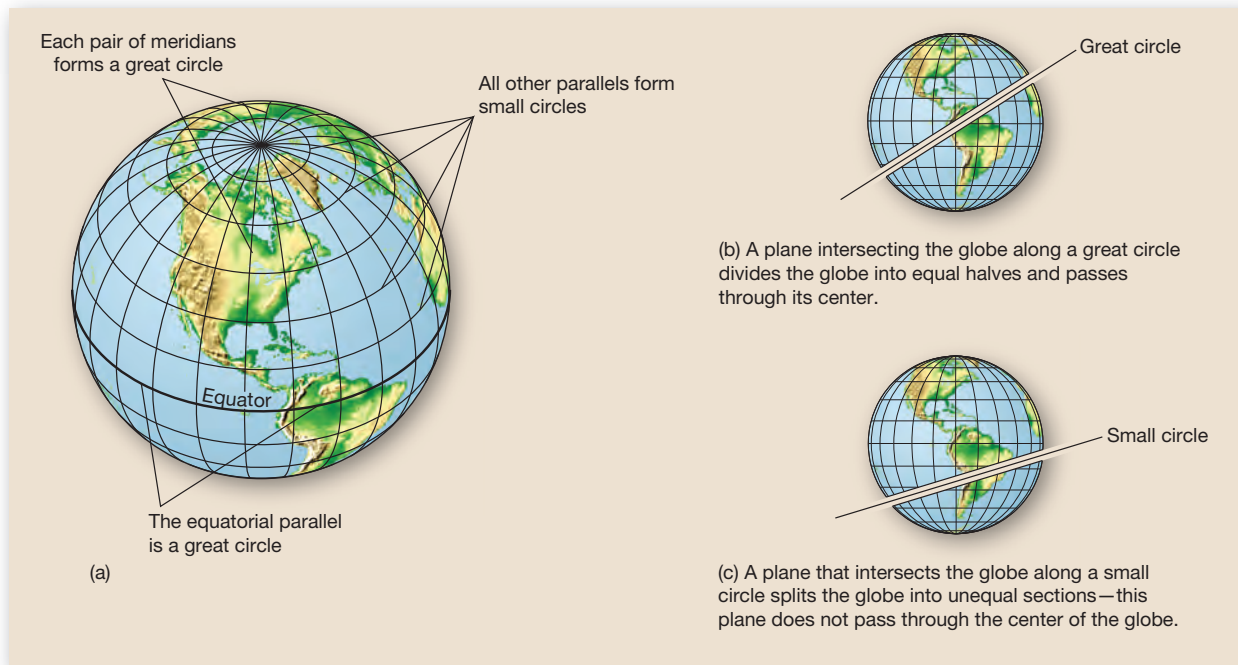 Each pair of meridians
forms a great circle
All other parallels form
small circles
Equator
The equatorial parallel
is a great circle
(a)
Great circle
(b) A plane intersecting the globe along a great circle
divides the globe into equal halves and passes
through its center.
Small circle
(c) A plane that intersects the globe along a small
circle splits the globe into unequal sections—this
plane does not pass through the center of the globe.